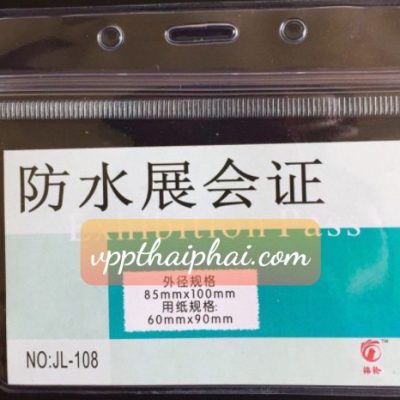 防水展会证
Exhibition Pass
vppthaiphai.com
外径规格
85mmx100mm
用纸规格:
60mmx90mm
NO:JL-108
TM